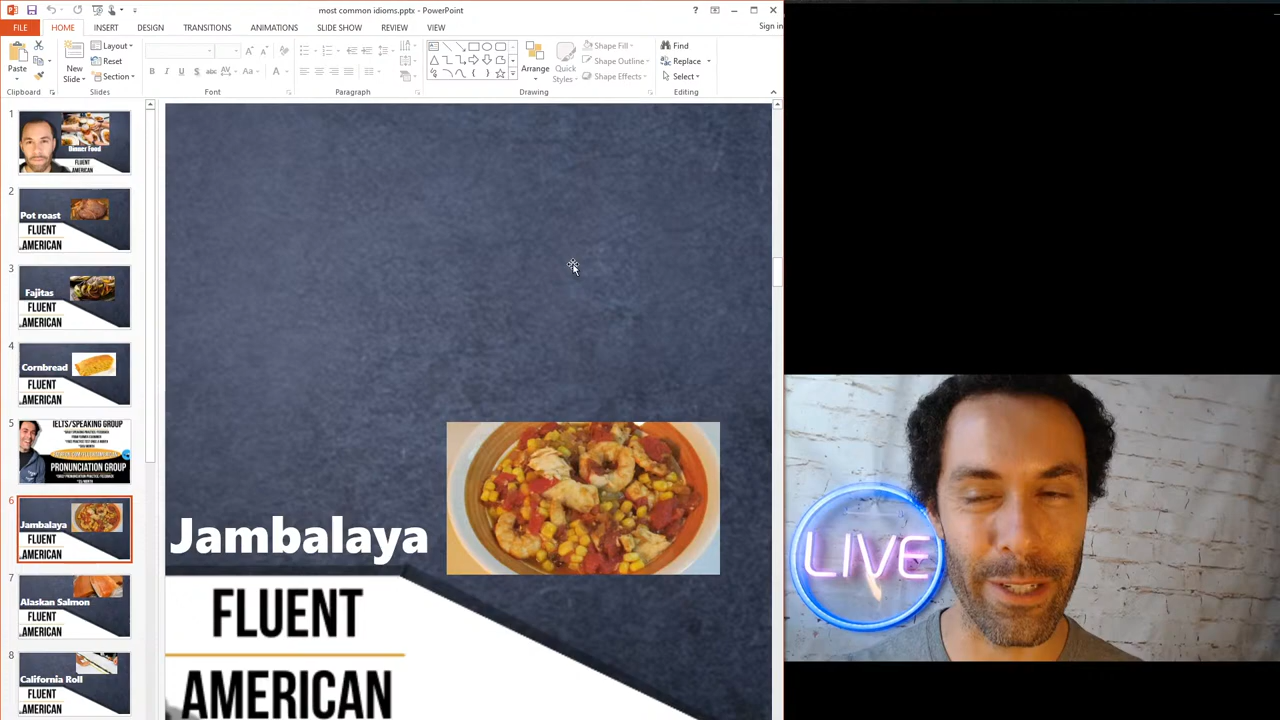 most common idioms.pptx - PowerPoint
FILE HOME INSERT DESIGN TRANSITIONS ANIMATIONS SLIDE SHOW REVIEW VIEW Sign in
Paste
New Slide
Layout
Reset
Section
Arrange
Quick Styles
Shape Fill
Shape Outline
Shape Effects
Find
Replace
Select
Clipboard Slides Font Paragraph Drawing Editing
1
Dinner Food
FLUENT
AMERICAN
2
Pot roast
FLUENT
AMERICAN
3
Fajitas
FLUENT
AMERICAN
4
Cornbread
FLUENT
AMERICAN
5
IELTS/SPEAKING GROUP
PRONUNCIATION GROUP
6
Jambalaya
FLUENT
AMERICAN
7
Alaskan Salmon
FLUENT
AMERICAN
8
California Roll
FLUENT
AMERICAN
Jambalaya
FLUENT
AMERICAN
LIVE